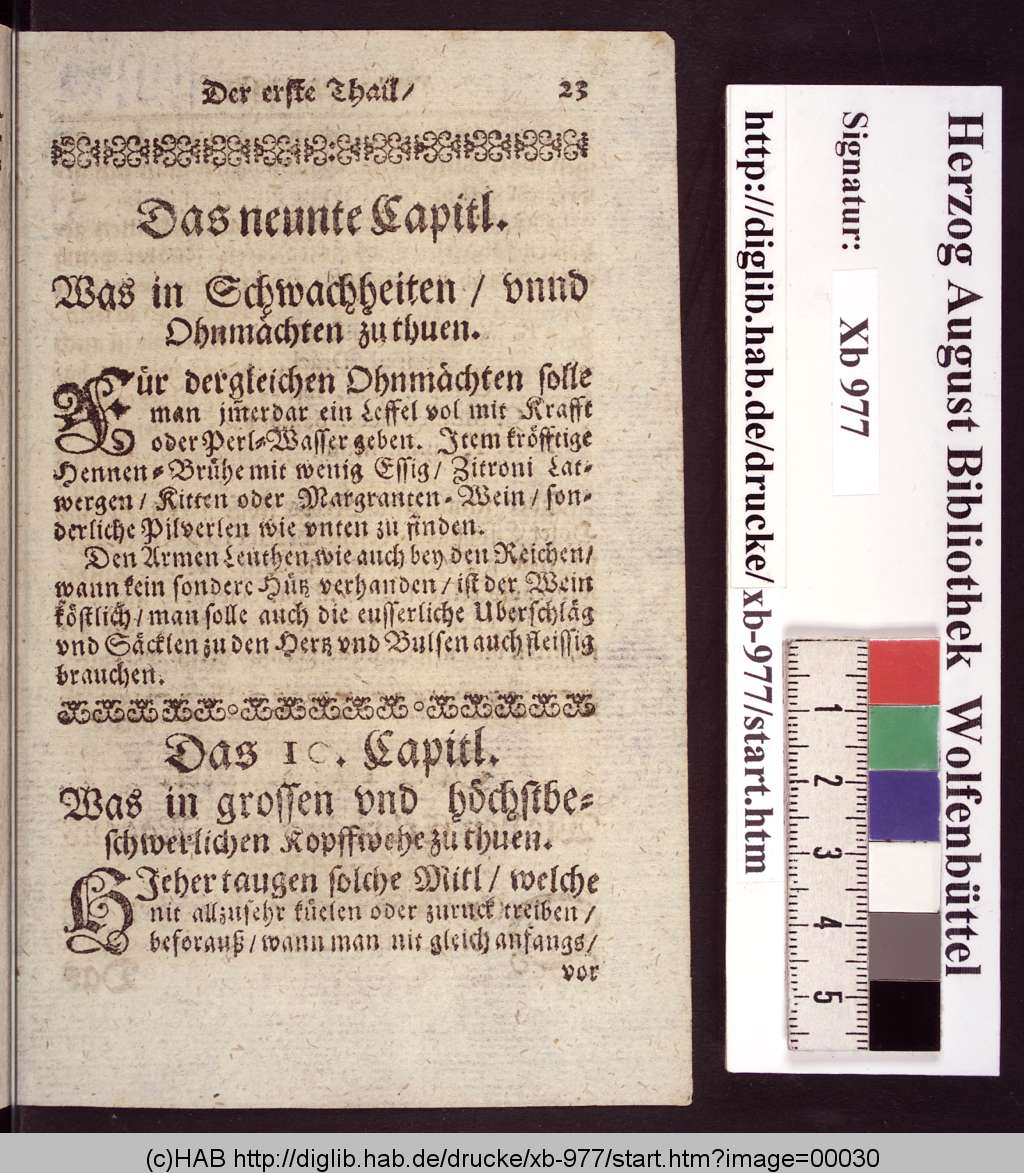 Der erste Thail/ 23
Das neunte Capitl.
Was in Schwachheiten / vnnd
Ohnmächten zu thuen.
Für dergleichen Ohnmächten solle
man jm̃erdar ein Leffel vol mit Krafft
oder Perl-Wasser geben. Item kröfftige
Hennen-Brühe mit wenig Essig/ Zitroni Lat-
wergen/ Kitten oder Margranten-Wein/ son-
derliche Pilverlen wie vnten zu finden.
Den Armen Leuthen wie auch bey den Reichen/
wann kein sondere Hütz verhanden/ ist der Wein
köstlich/ man solle auch die eusserliche Uberschläg
vnd Säcklen zu den Hertz vnd Bulsen auch fleissig
brauchen.
Das 10. Capitl.
Was in grossen vnd höchstbe-
schwerlichen Kopffwehe zu thuen.
HIeher taugen solche Mitl/ welche
nit allzusehr küelen oder zuruck treiben/
beforauß/ wann man nit gleich anfangs/
vor
Herzog August Bibliothek Wolfenbüttel
Signatur: Xb 977
http://diglib.hab.de/drucke/xb-977/start.htm
1 2 3 4 5
(c)HAB http://diglib.hab.de/drucke/xb-977/start.htm?image=00030